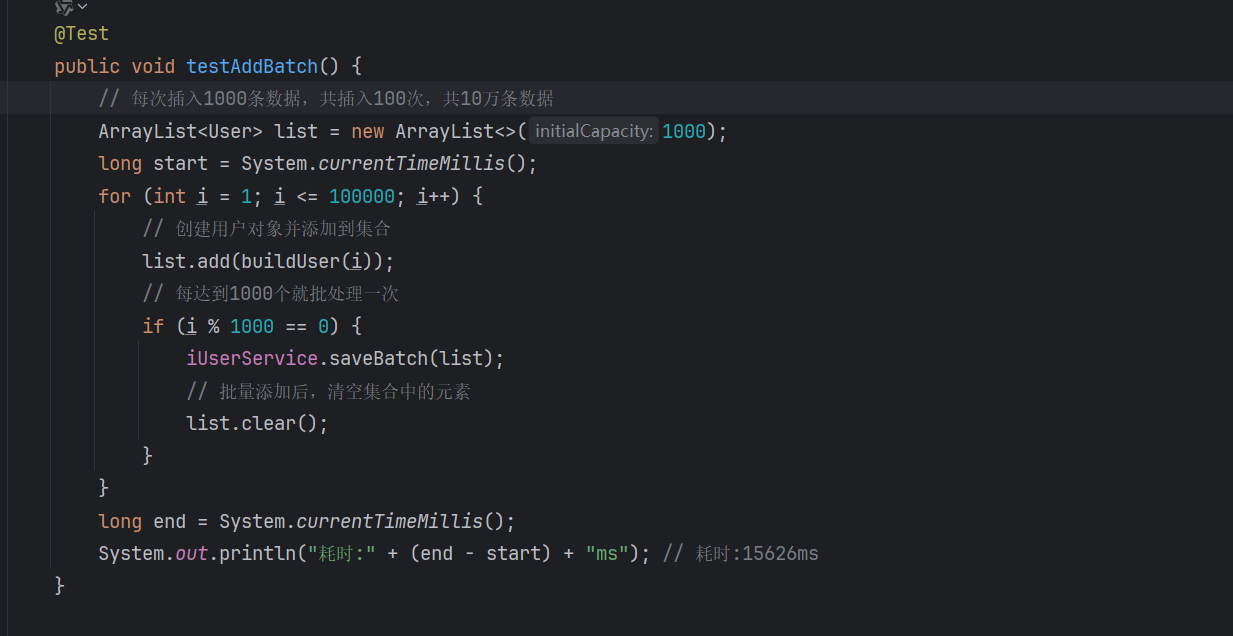 @Test
public void testAddBatch() {
// 每次插入1000条数据，共插入100次，共10万条数据
ArrayList<User> list = new ArrayList<>( initialCapacity: 1000);
long start = System.currentTimeMillis();
for (int i = 1; i <= 100000; i++) {
// 创建用户对象并添加到集合
list.add(buildUser(i));
// 每达到1000个就批处理一次
if (i % 1000 == 0) {
iUserService.saveBatch(list);
// 批量添加后，清空集合中的元素
list.clear();
}
}
long end = System.currentTimeMillis();
System.out.println("耗时:" + (end - start) + "ms"); // 耗时:15626ms
}